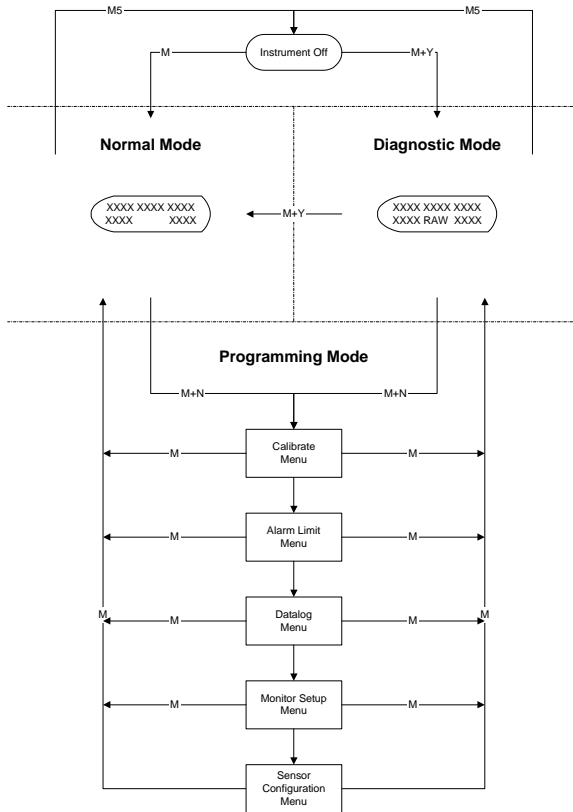 M5
M5
Instrument Off
M
M+Y
Normal Mode
Diagnostic Mode
XXXX XXXX XXXX
XXXX XXXX
XXXX XXXX XXXX
XXXX RAW XXXX
M+Y
Programming Mode
M+N
M+N
M
Calibrate
Menu
M
M
Alarm Limit
Menu
M
M
Datalog
Menu
M
M
M
M
Monitor Setup
Menu
M
Sensor
Configuration
Menu